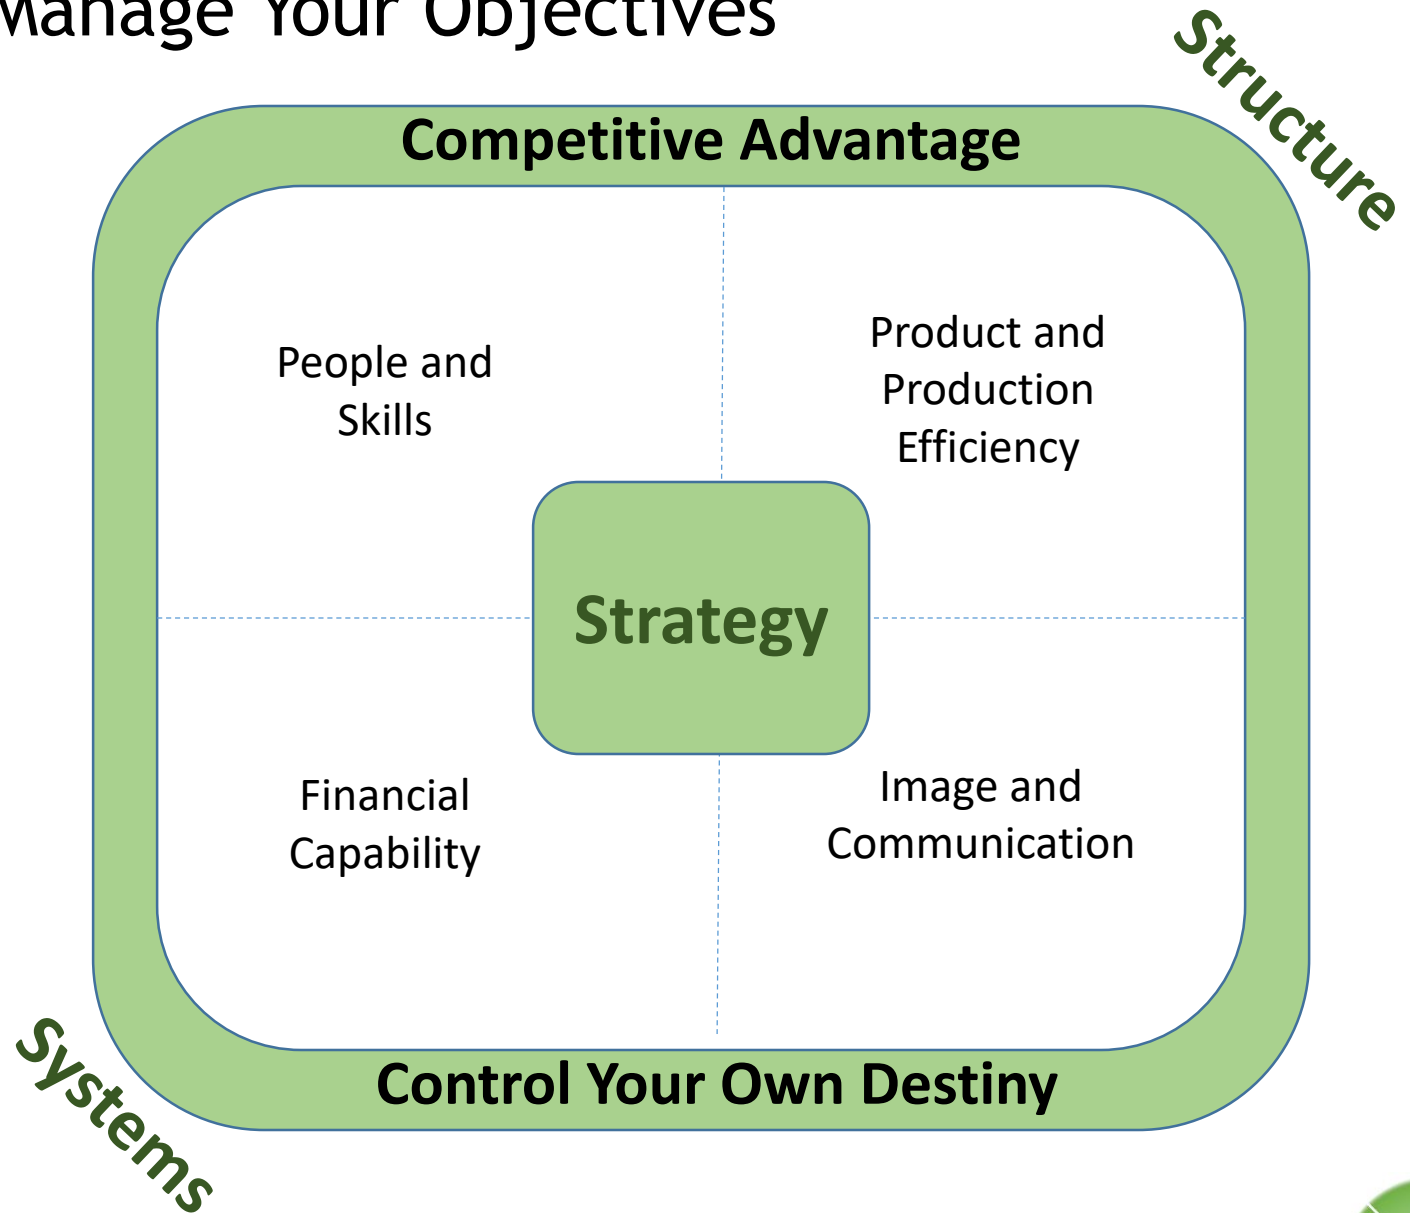 Manage Your Objectives
Structure
Competitive Advantage
People and
Skills
Product and
Production
Efficiency
Strategy
Financial
Capability
Image and
Communication
Control Your Own Destiny
Systems